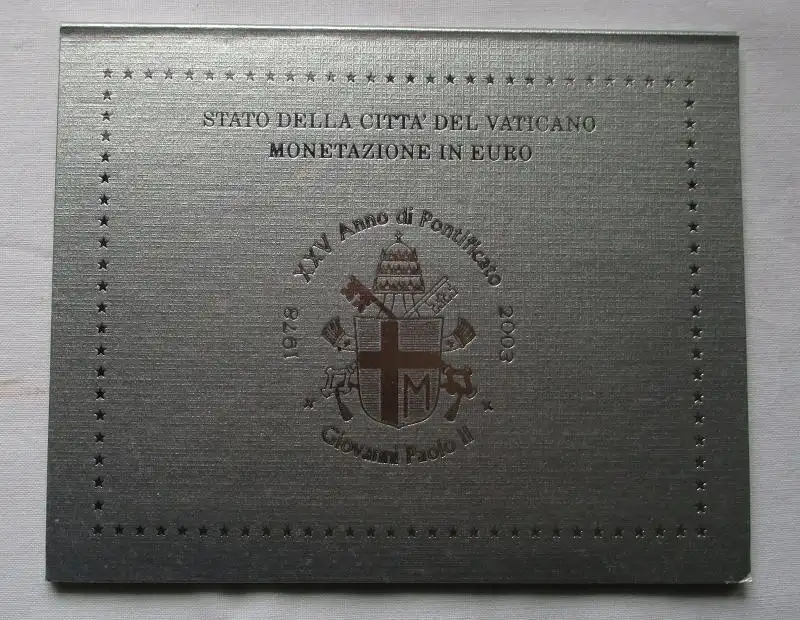 STATO DELLA CITTA' DEL VATICANO
MONETAZIONE IN EURO
XXV Anno di Pontificato
1978
2003
M
Giovanni Paolo II